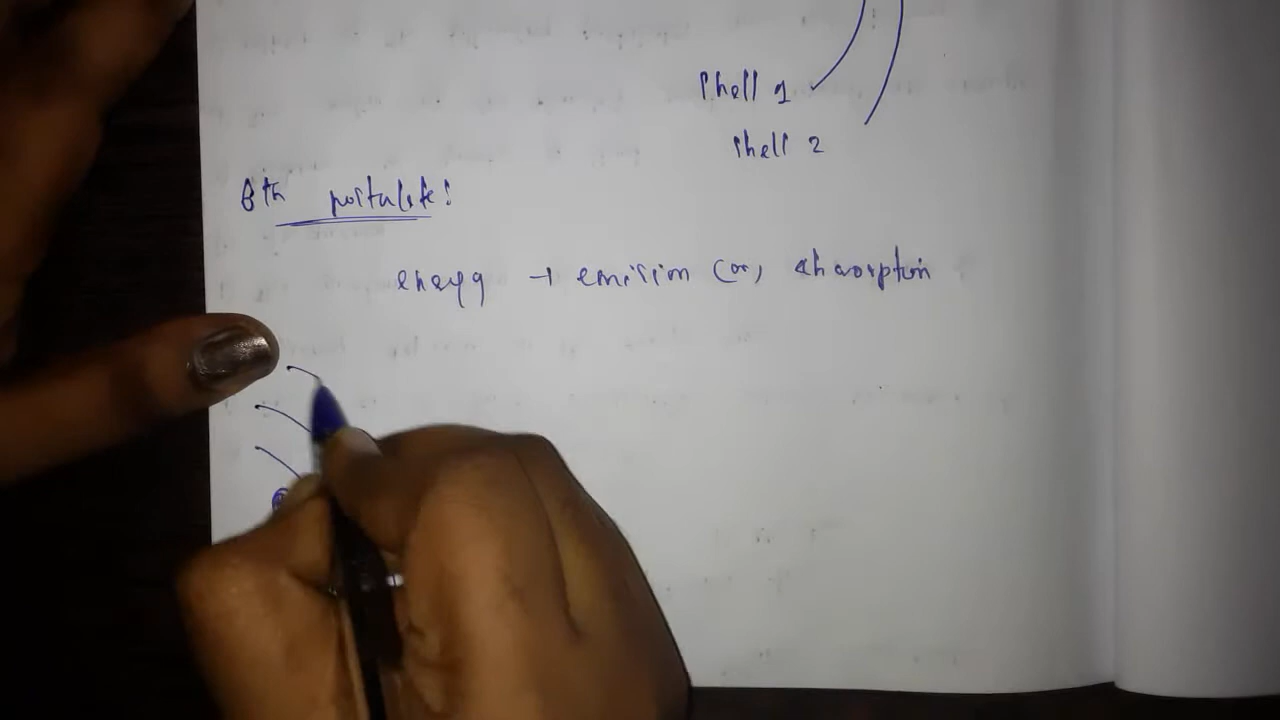 Shell 1
Shell 2
8th postulate:
energy → emission (or) absorption